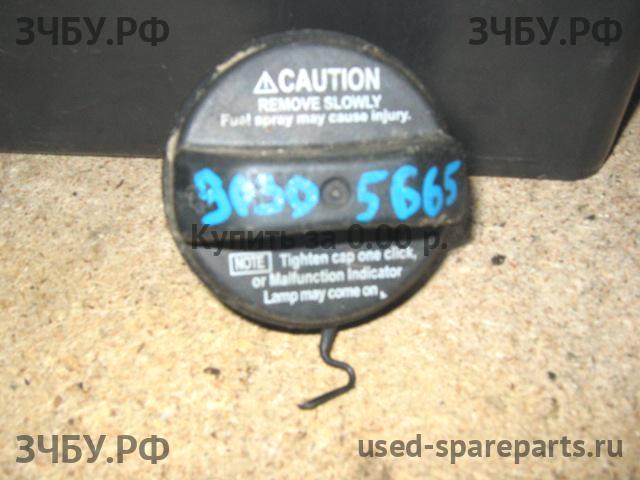 ЗЧБУ.РФ ЗЧБУ.РФ
⚠CAUTION
REMOVE SLOWLY
Fuel spray may cause injury.
9030 5665
Купить за 0.00 р.
NOTE Tighten cap one click,
or Malfunction Indicator
Lamp may come on.
ЗЧБУ.РФ used-spareparts.ru